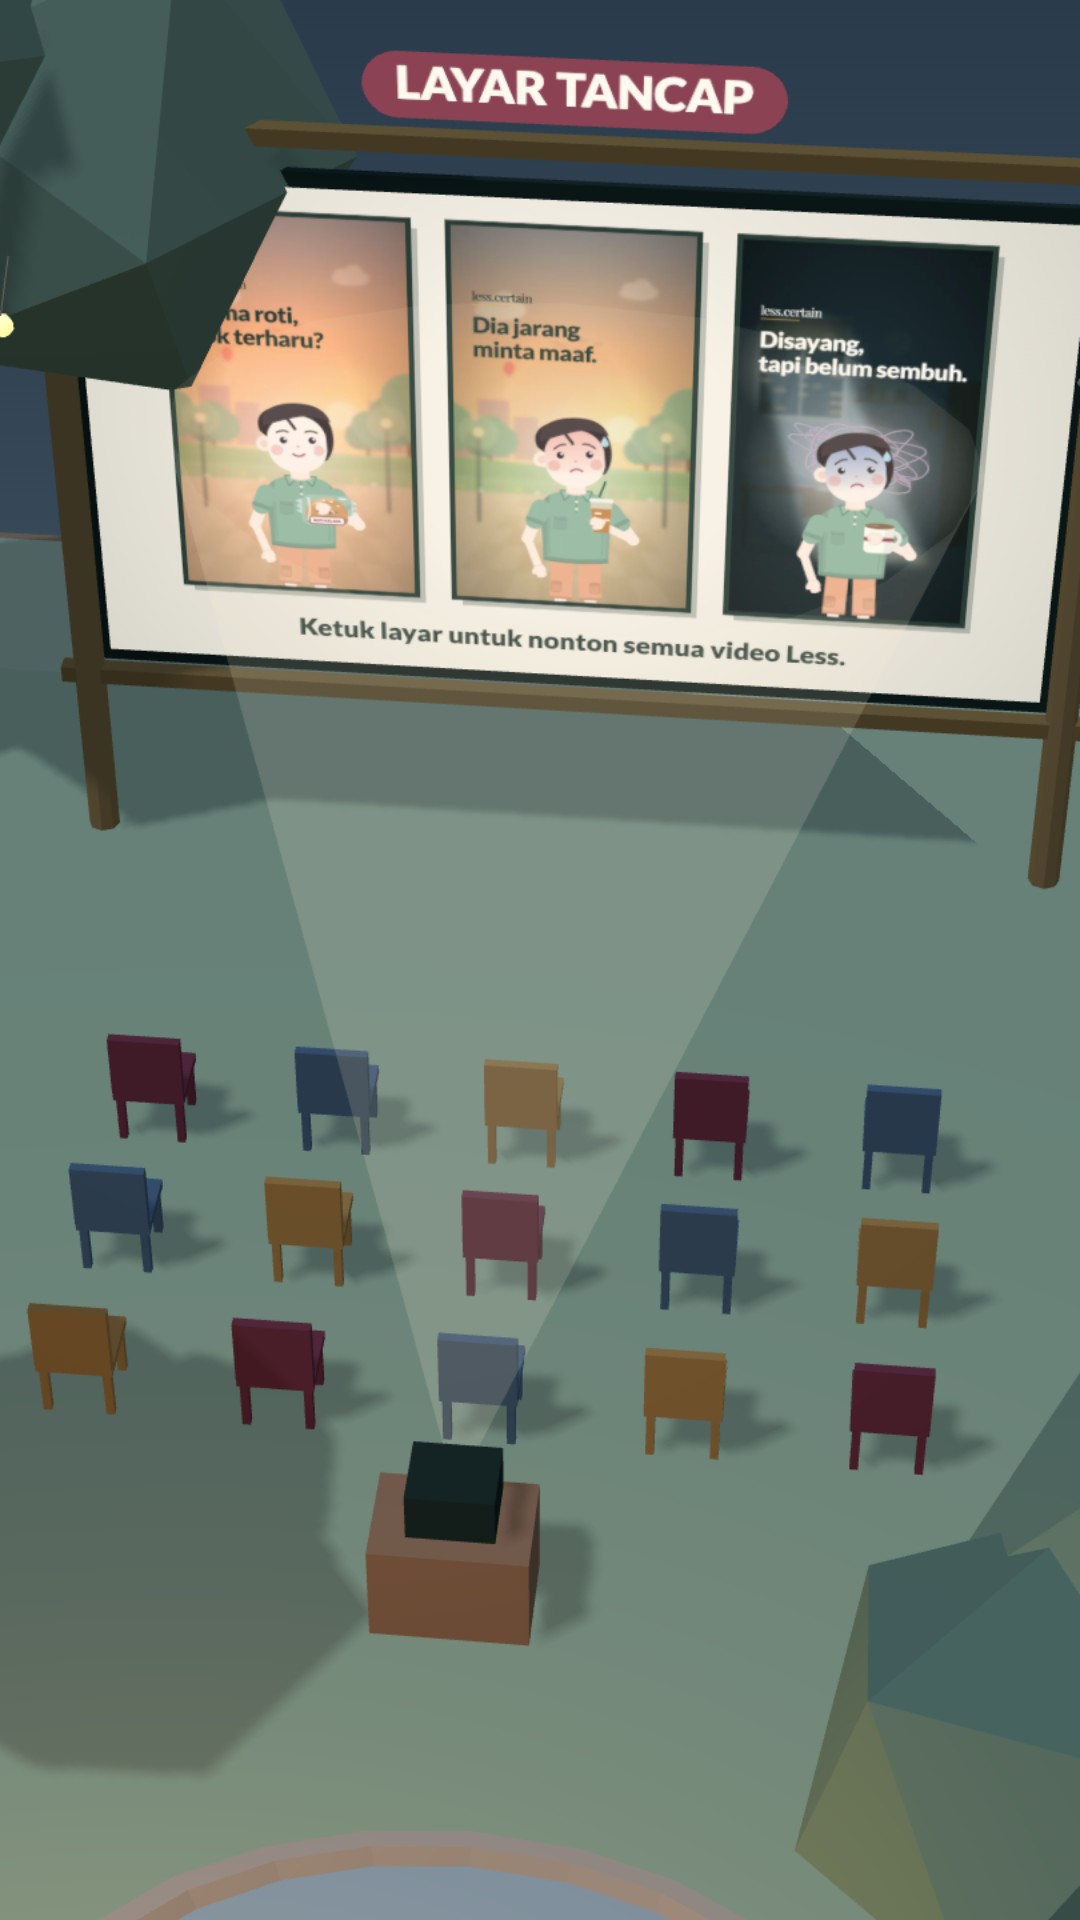 LAYAR TANCAP
roti,
terharu?
less.certain
Dia jarang
minta maaf.
less.certain
Disayang,
tapi belum sembuh.
Ketuk layar untuk nonton semua video Less.